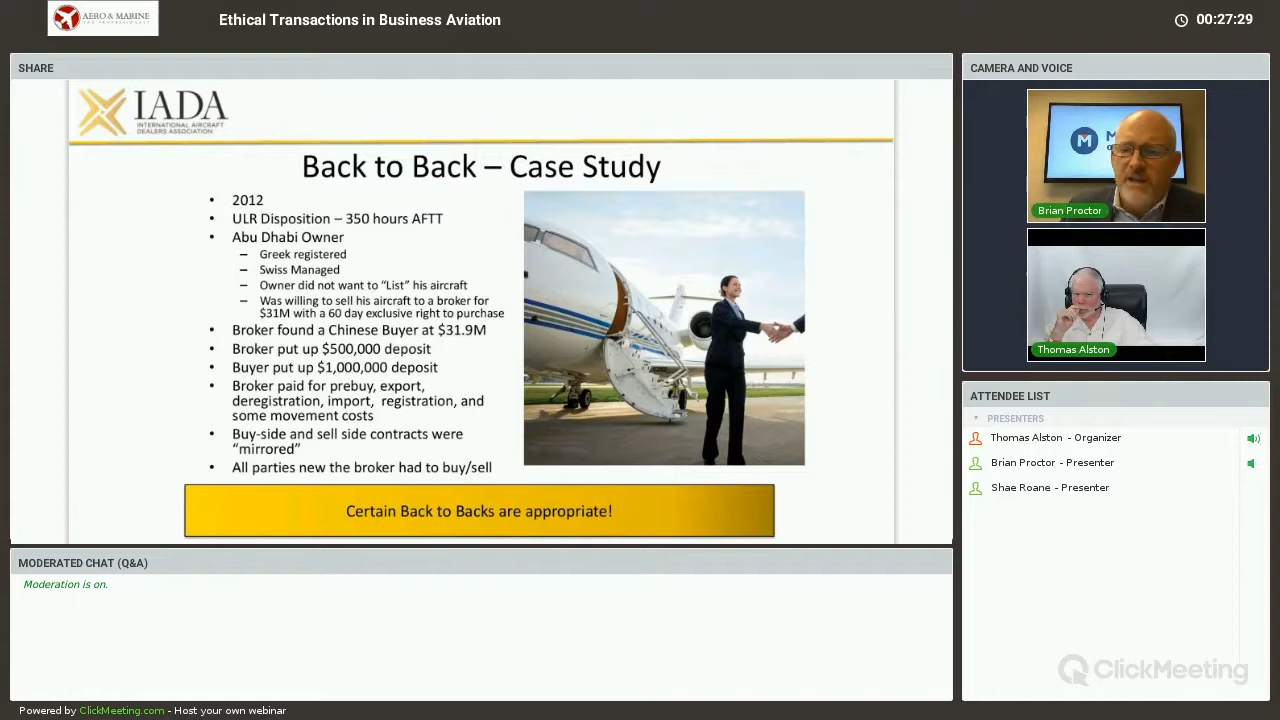 AERO & MARINE
Ethical Transactions in Business Aviation
00:27:29
SHARE
IADA
INTERNATIONAL AIRCRAFT
DEALERS ASSOCIATION
Back to Back – Case Study
• 2012
• ULR Disposition – 350 hours AFTT
• Abu Dhabi Owner
– Greek registered
– Swiss Managed
– Owner did not want to “List” his aircraft
– Was willing to sell his aircraft to a broker for
$31M with a 60 day exclusive right to purchase
• Broker found a Chinese Buyer at $31.9M
• Broker put up $500,000 deposit
• Buyer put up $1,000,000 deposit
• Broker paid for prebuy, export,
deregistration, import, registration, and
some movement costs
• Buy-side and sell side contracts were
“mirrored”
• All parties new the broker had to buy/sell
Certain Back to Backs are appropriate!
CAMERA AND VOICE
M
Brian Proctor
Thomas Alston
ATTENDEE LIST
PRESENTERS
Thomas Alston - Organizer
Brian Proctor - Presenter
Shae Roane - Presenter
MODERATED CHAT (Q&A)
Moderation is on.
ClickMeeting
Powered by ClickMeeting.com - Host your own webinar